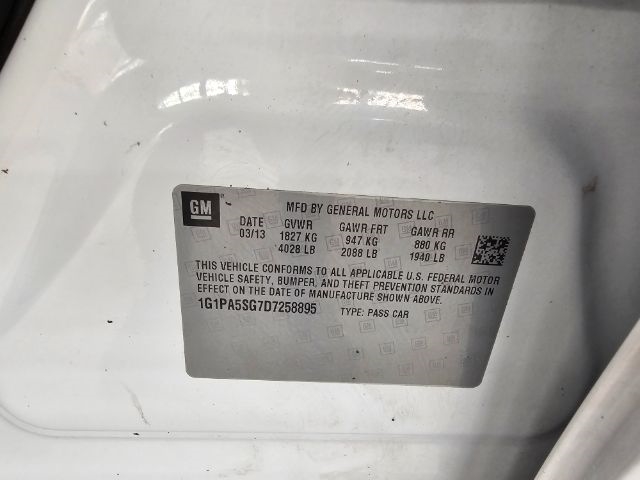 GM
MFD BY GENERAL MOTORS LLC
DATE GVWR GAWR FRT GAWR RR
03/13 1827 KG 947 KG 880 KG
4028 LB 2088 LB 1940 LB
THIS VEHICLE CONFORMS TO ALL APPLICABLE U.S. FEDERAL MOTOR
VEHICLE SAFETY, BUMPER, AND THEFT PREVENTION STANDARDS IN
EFFECT ON THE DATE OF MANUFACTURE SHOWN ABOVE.
1G1PA5SG7D7258895 TYPE: PASS CAR